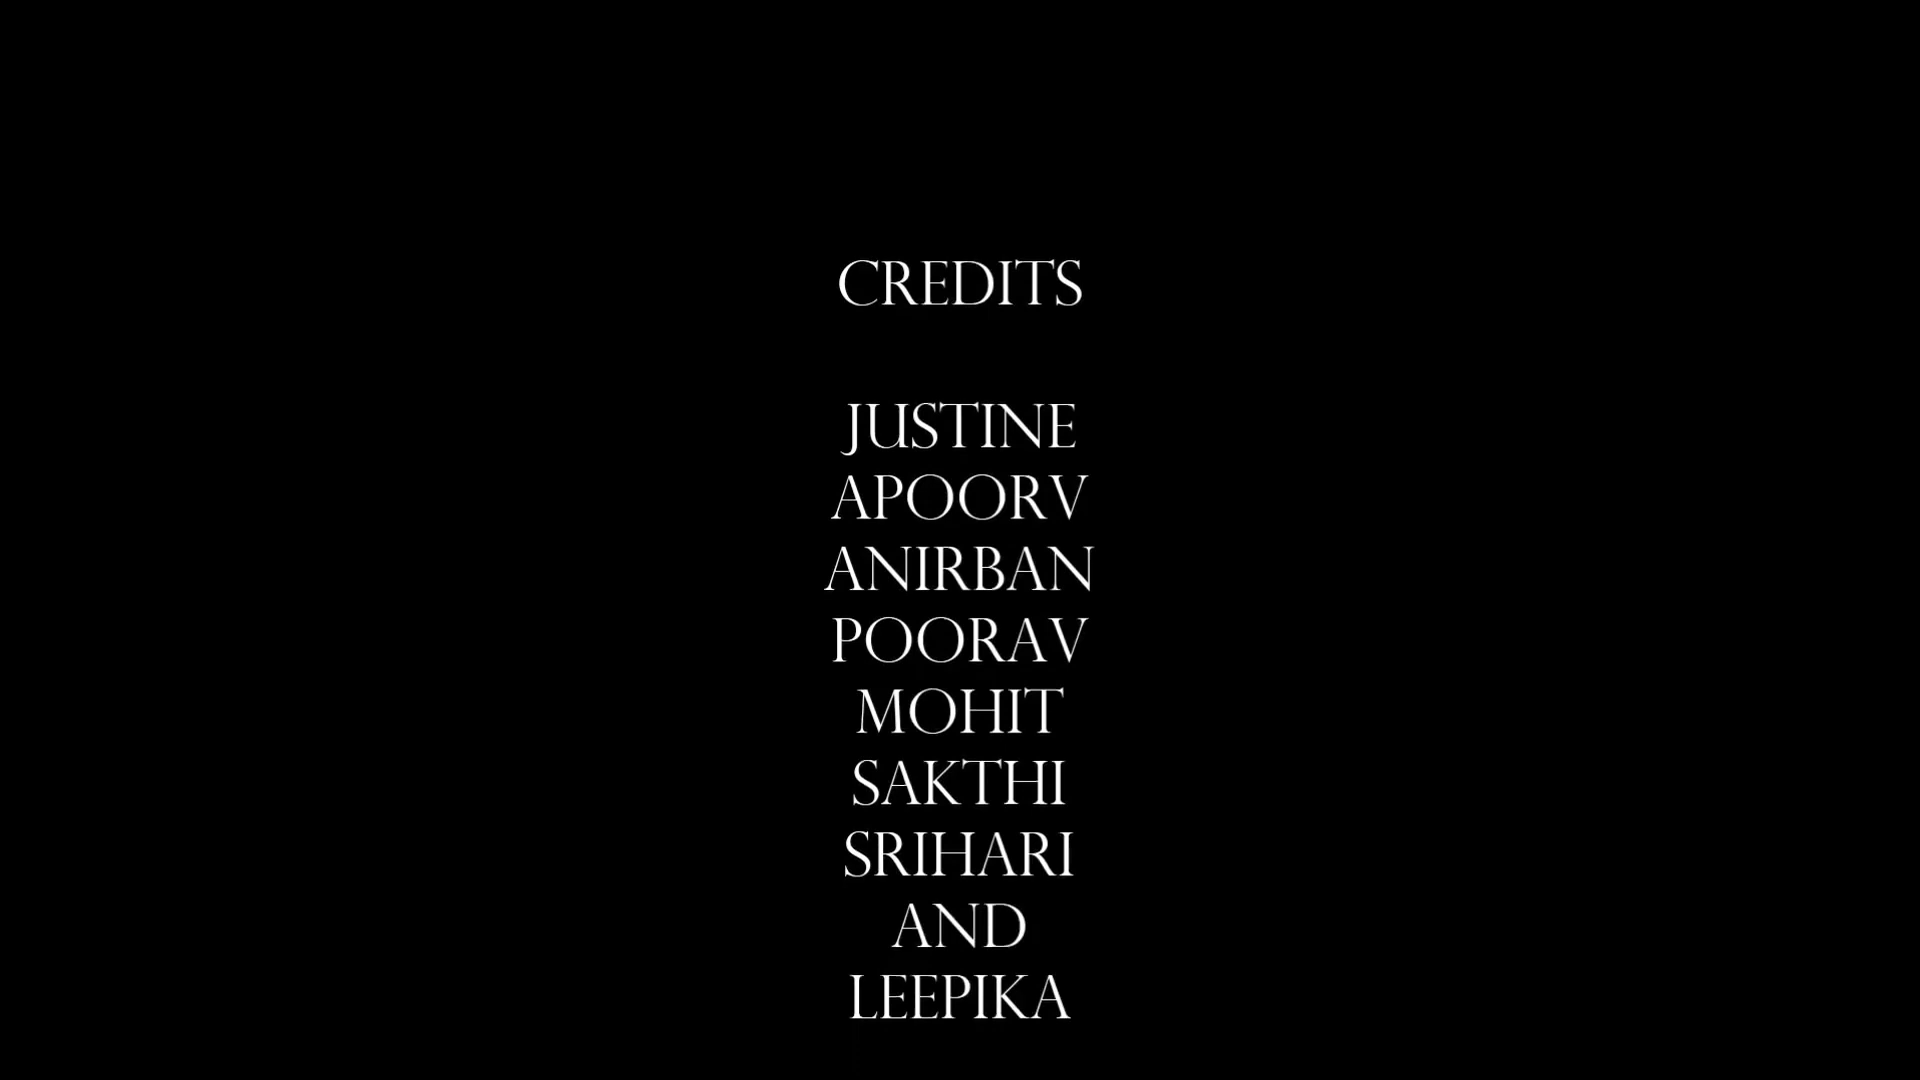 CREDITS
JUSTINE
APOORV
ANIRBAN
POORAV
MOHIT
SAKTHI
SRIHARI
AND
LEEPIKA